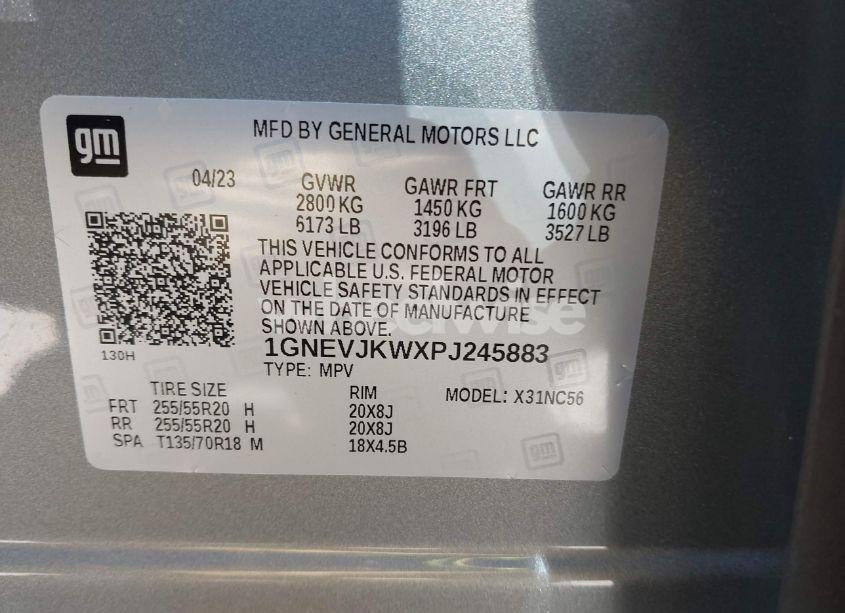 gm
MFD BY GENERAL MOTORS LLC
04/23 GVWR GAWR FRT GAWR RR
2800 KG 1450 KG 1600 KG
6173 LB 3196 LB 3527 LB
THIS VEHICLE CONFORMS TO ALL
APPLICABLE U.S. FEDERAL MOTOR
VEHICLE SAFETY STANDARDS IN EFFECT
ON THE DATE OF MANUFACTURE
SHOWN ABOVE.
130H
1GNEVJKWXPJ245883
TYPE: MPV
TIRE SIZE RIM MODEL: X31NC56
FRT 255/55R20 H 20X8J
RR 255/55R20 H 20X8J
SPA T135/70R18 M 18X4.5B
gm